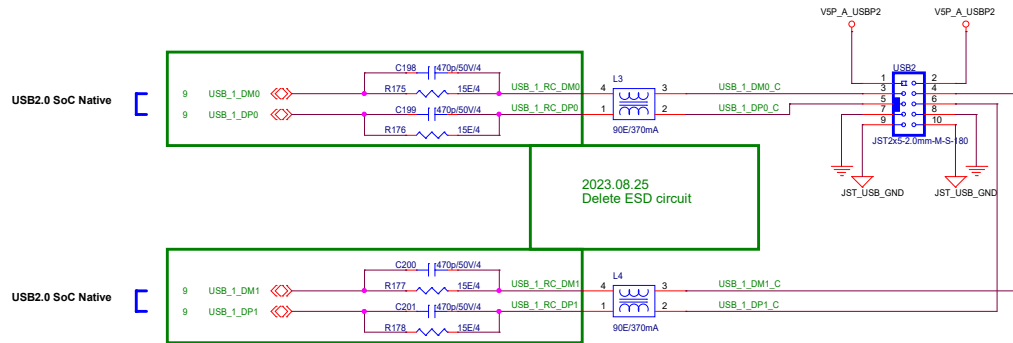 V5P_A_USBP2 V5P_A_USBP2
USB2
C198 470p/50V/4
L3
1 2
USB2.0 SoC Native 9 USB_1_DM0 R175 15E/4 USB_1_RC_DM0 4 3 USB_1_DM0_C 3 4
9 USB_1_DP0 C199 470p/50V/4 USB_1_RC_DP0 1 2 USB_1_DP0_C 5 6
7 8
R176 15E/4 90E/370mA 9 10
JST2x5-2.0mm-M-S-180
2023.08.25
Delete ESD circuit
JST_USB_GND JST_USB_GND
C200 470p/50V/4
L4
USB2.0 SoC Native 9 USB_1_DM1 R177 15E/4 USB_1_RC_DM1 4 3 USB_1_DM1_C
9 USB_1_DP1 C201 470p/50V/4 USB_1_RC_DP1 1 2 USB_1_DP1_C
R178 15E/4 90E/370mA